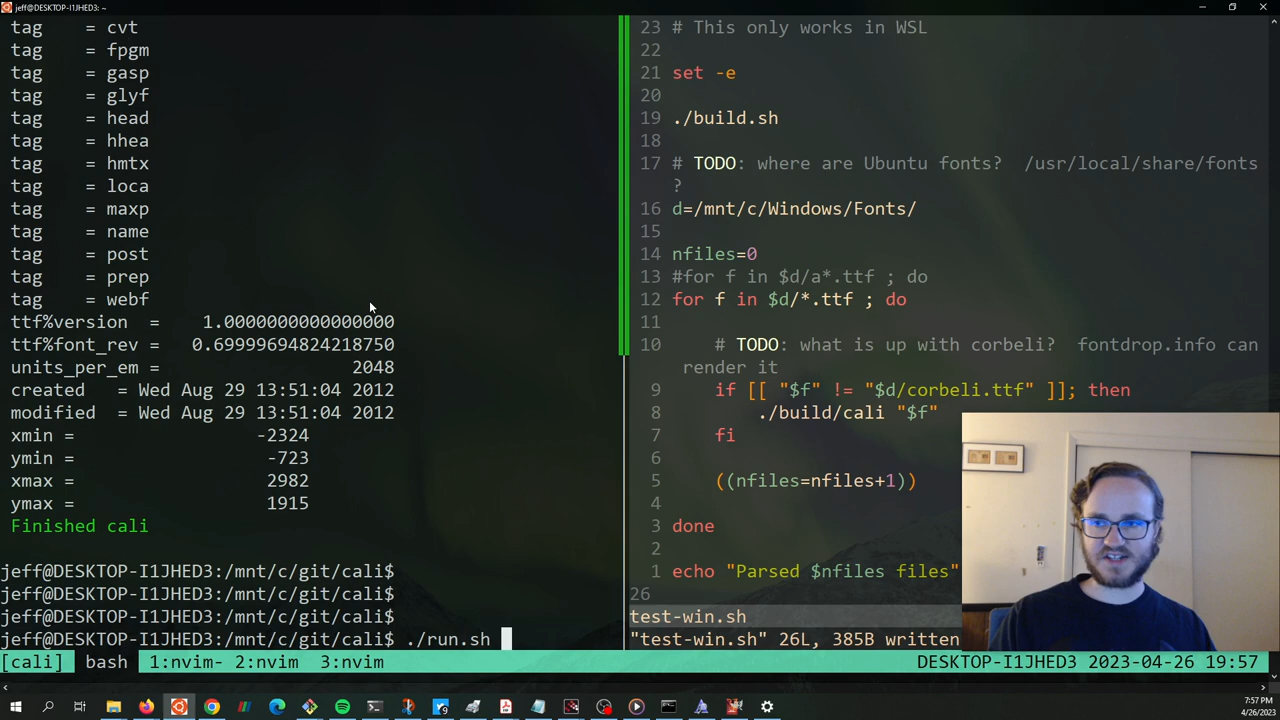 jeff@DESKTOP-I1JHED3: ~
tag     = cvt
tag     = fpgm
tag     = gasp
tag     = glyf
tag     = head
tag     = hhea
tag     = hmtx
tag     = loca
tag     = maxp
tag     = name
tag     = post
tag     = prep
tag     = webf
ttf%version  =    1.0000000000000000
ttf%font_rev =   0.69999694824218750
units_per_em =                  2048
created   = Wed Aug 29 13:51:04 2012
modified  = Wed Aug 29 13:51:04 2012
xmin =                 -2324
ymin =                  -723
xmax =                  2982
ymax =                  1915
Finished cali
jeff@DESKTOP-I1JHED3:/mnt/c/git/cali$
jeff@DESKTOP-I1JHED3:/mnt/c/git/cali$
jeff@DESKTOP-I1JHED3:/mnt/c/git/cali$
jeff@DESKTOP-I1JHED3:/mnt/c/git/cali$ ./run.sh
23 # This only works in WSL
22
21 set -e
20
19 ./build.sh
18
17 # TODO: where are Ubuntu fonts?  /usr/local/share/fonts
?
16 d=/mnt/c/Windows/Fonts/
15
14 nfiles=0
13 #for f in $d/a*.ttf ; do
12 for f in $d/*.ttf ; do
11
10     # TODO: what is up with corbeli?  fontdrop.info can
render it
9     if [[ "$f" != "$d/corbeli.ttf" ]]; then
8         ./build/cali "$f"
7     fi
6
5     ((nfiles=nfiles+1))
4
3 done
2
1 echo "Parsed $nfiles files"
26
test-win.sh
"test-win.sh" 26L, 385B written
[cali] bash 1:nvim- 2:nvim 3:nvim
DESKTOP-I1JHED3 2023-04-26 19:57
7:57 PM
4/26/2023